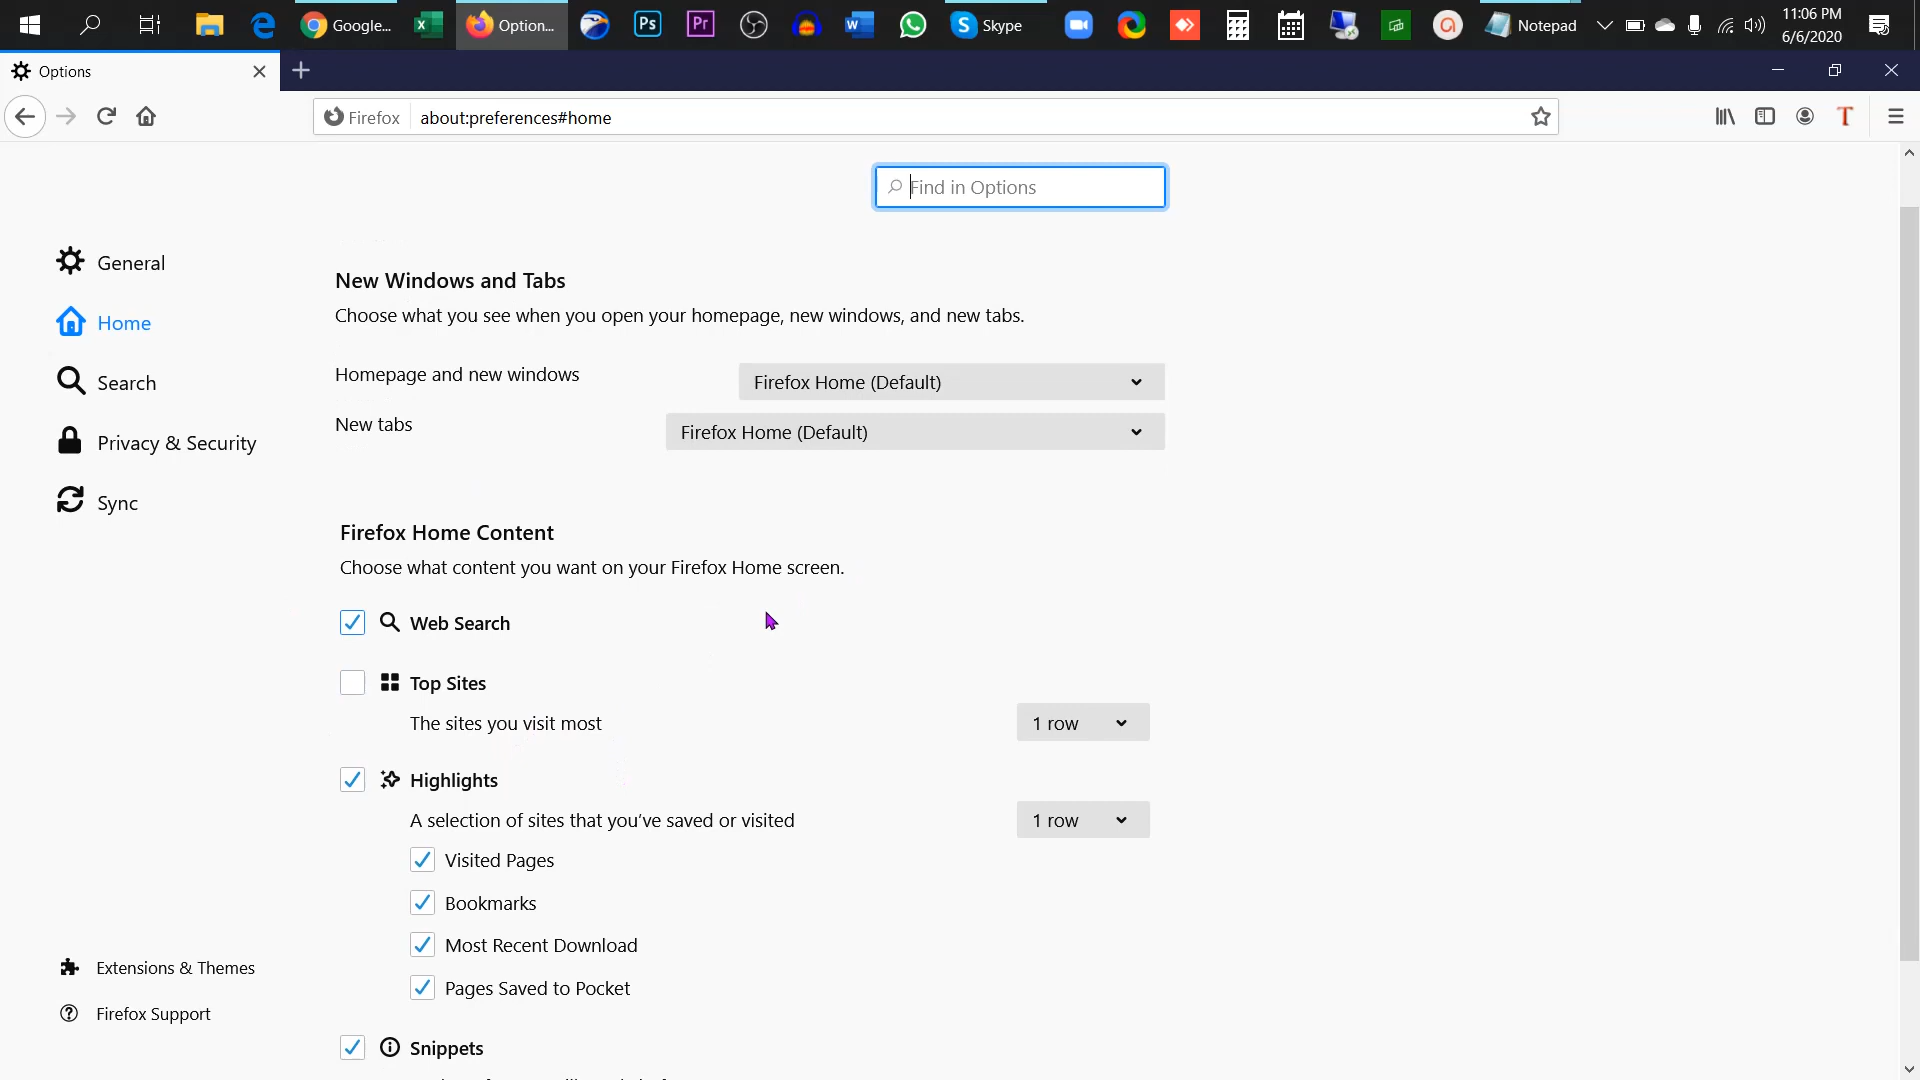 Google...
Option...
Skype
Notepad
11:06 PM
6/6/2020
Options
Firefox
about:preferences#home
Find in Options
General
Home
Search
Privacy & Security
Sync
New Windows and Tabs
Choose what you see when you open your homepage, new windows, and new tabs.
Homepage and new windows
Firefox Home (Default)
New tabs
Firefox Home (Default)
Firefox Home Content
Choose what content you want on your Firefox Home screen.
Web Search
Top Sites
The sites you visit most
1 row
Highlights
A selection of sites that you've saved or visited
1 row
Visited Pages
Bookmarks
Most Recent Download
Pages Saved to Pocket
Snippets
Extensions & Themes
Firefox Support